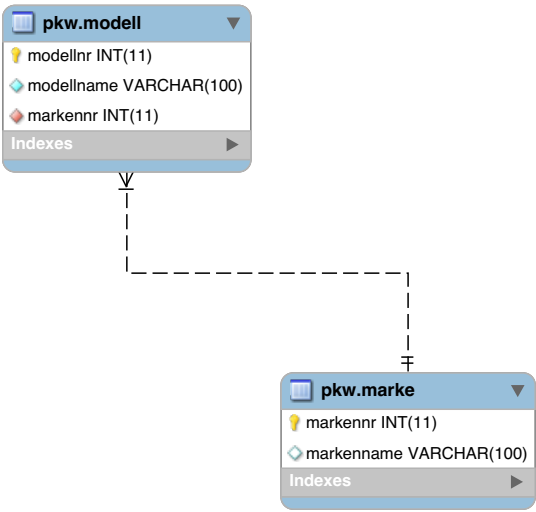 pkw.modell
modellnr INT(11)
modellname VARCHAR(100)
markennr INT(11)
Indexes
pkw.marke
markennr INT(11)
markenname VARCHAR(100)
Indexes